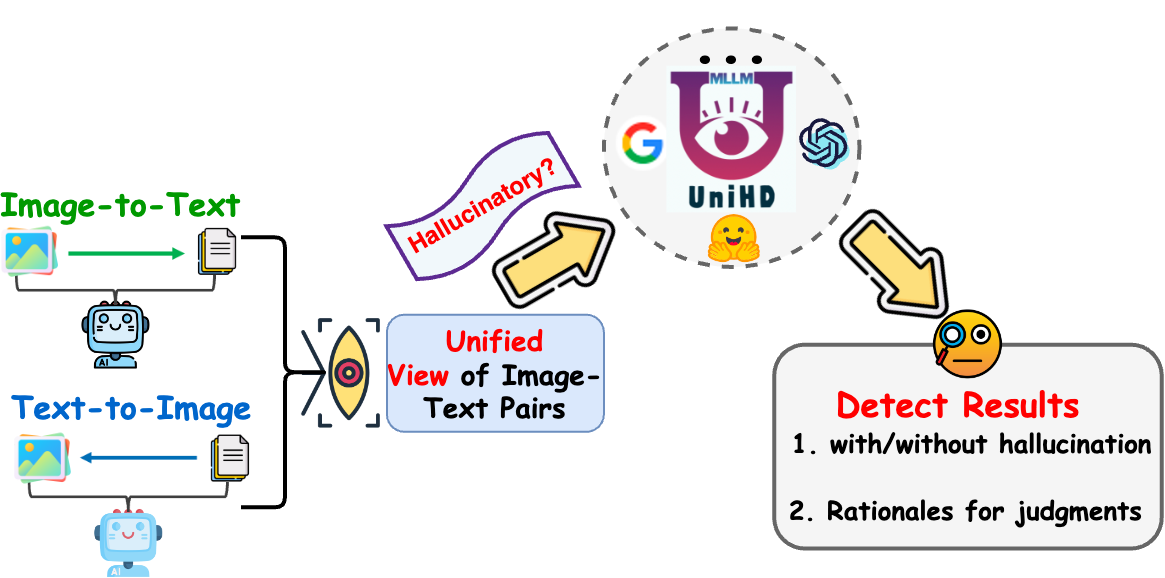 Image-to-Text
AI
Text-to-Image
AI
Unified
View of Image-
Text Pairs
Hallucinatory?
MLLM
UniHD
Detect Results
1. with/without hallucination
2. Rationales for judgments